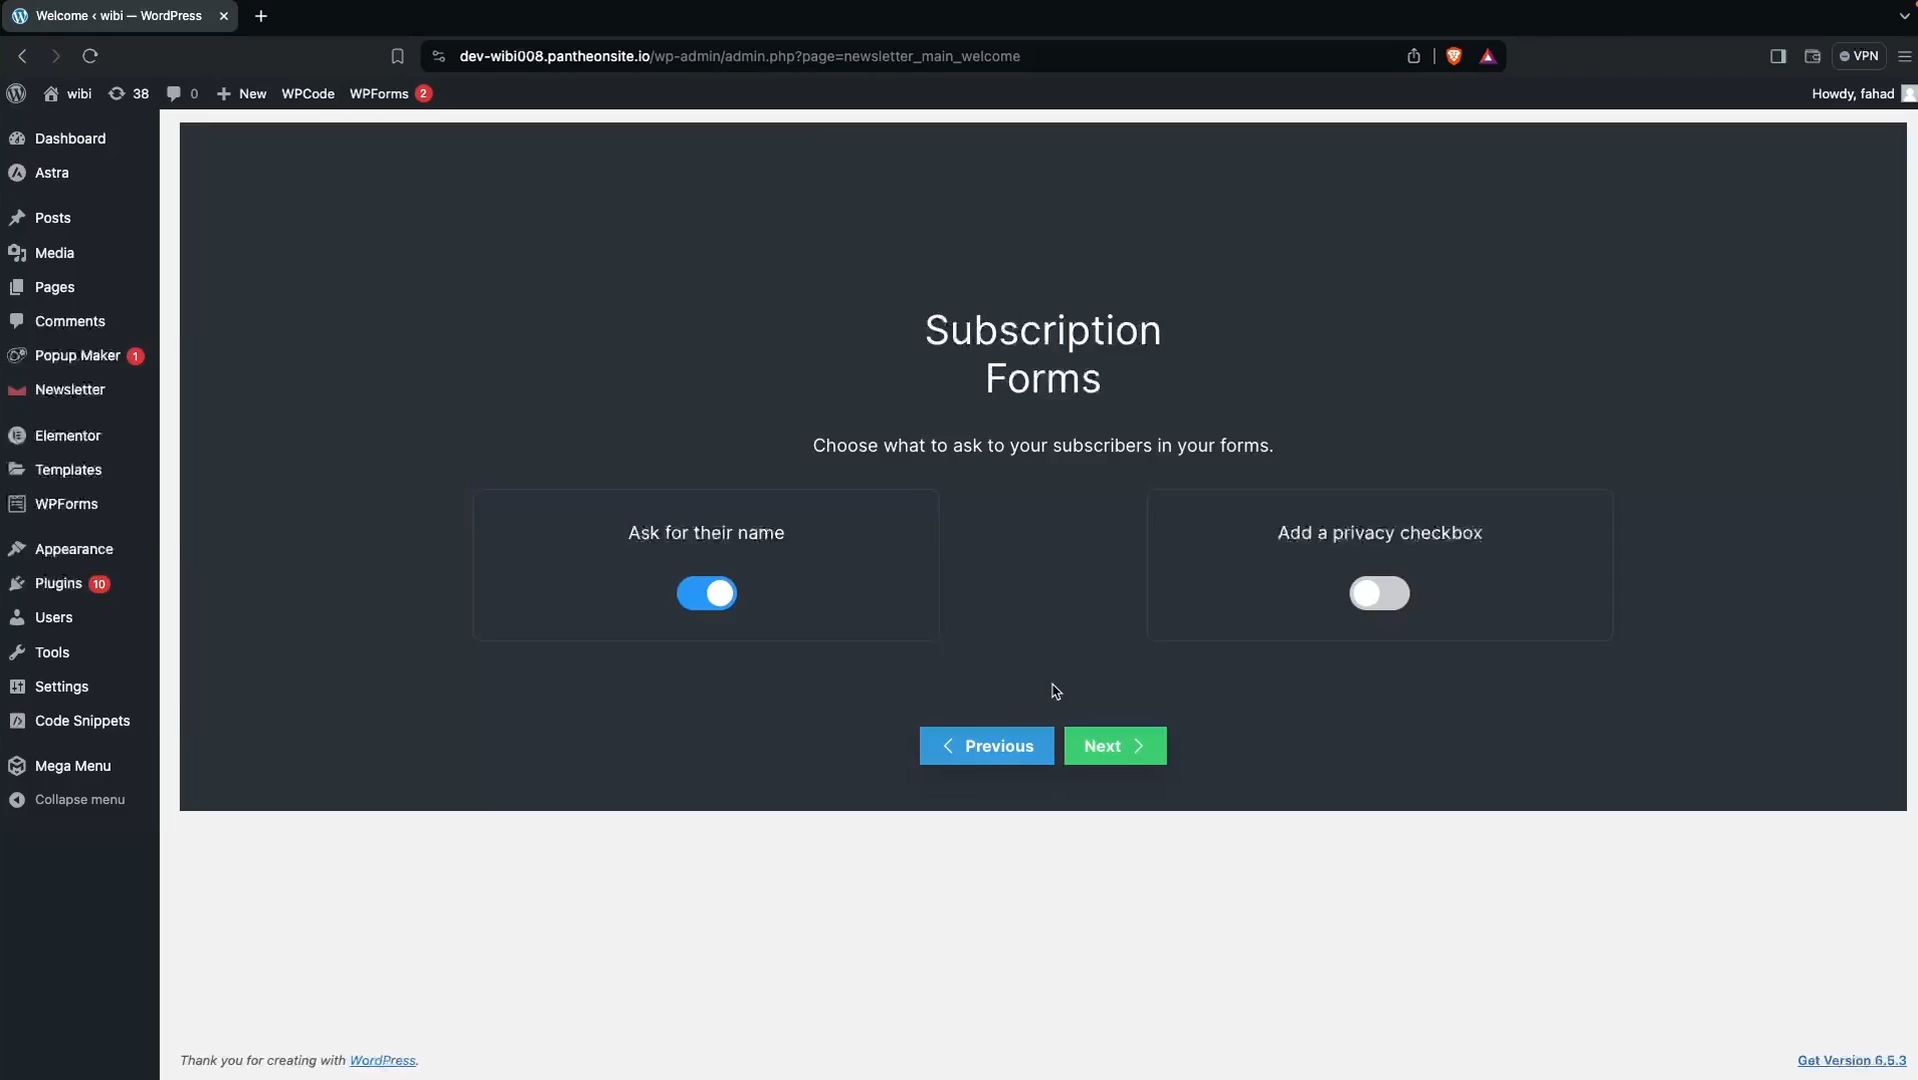 Welcome ‹ wibi — WordPress
dev-wibi008.pantheonsite.io/wp-admin/admin.php?page=newsletter_main_welcome
VPN
wibi 38 0 New WPCode WPForms 2
Howdy, fahad
Dashboard
Astra
Posts
Media
Pages
Comments
Popup Maker 1
Newsletter
Elementor
Templates
WPForms
Appearance
Plugins 10
Users
Tools
Settings
Code Snippets
Mega Menu
Collapse menu
Subscription
Forms
Choose what to ask to your subscribers in your forms.
Ask for their name
Add a privacy checkbox
Previous
Next
Thank you for creating with WordPress.
Get Version 6.5.3